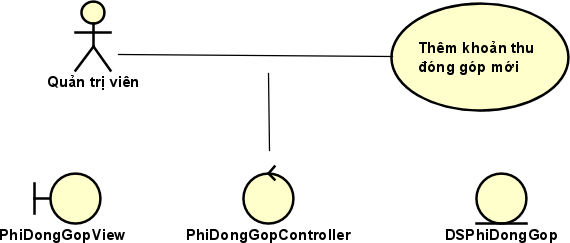 Thêm khoản thu
đóng góp mới
Quản trị viên
PhiDongGopView
PhiDongGopController
DSPhiDongGop